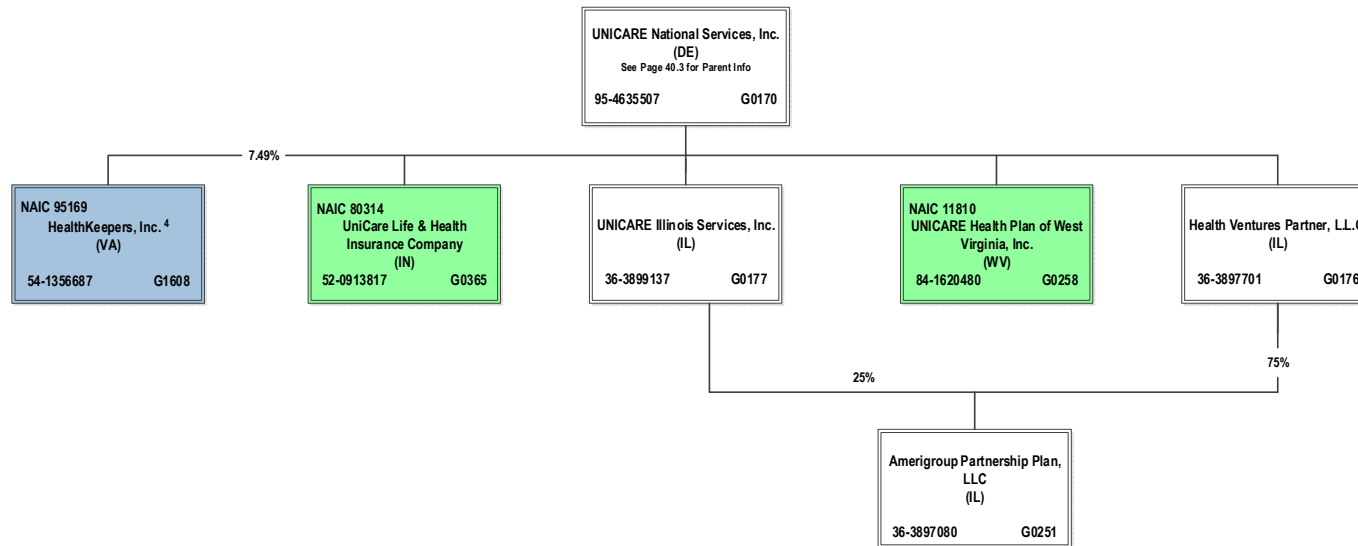 UNICARE National Services, Inc.
(DE)
See Page 40.3 for Parent Info
95-4635507 G0170
7.49%
NAIC 95169
HealthKeepers, Inc. 4
(VA)
54-1356687 G1608
NAIC 80314
UniCare Life & Health
Insurance Company
(IN)
52-0913817 G0365
UNICARE Illinois Services, Inc.
(IL)
36-3899137 G0177
NAIC 11810
UNICARE Health Plan of West
Virginia, Inc.
(WV)
84-1620480 G0258
Health Ventures Partner, L.L.C
(IL)
36-3897701 G0176
25%
75%
Amerigroup Partnership Plan,
LLC
(IL)
36-3897080 G0251